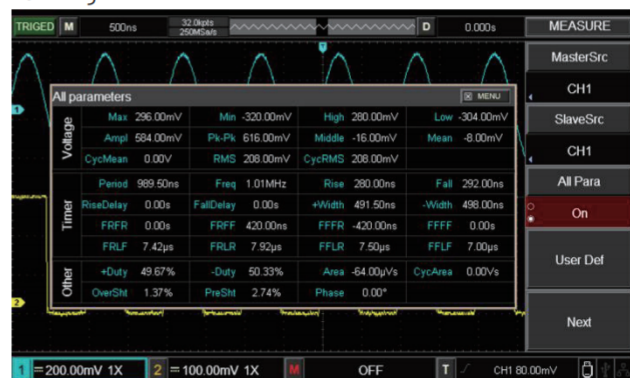 TRIGED M 500ns 32.0kpts 250MSa/s D 0.000s MEASURE
MasterSrc
CH1
SlaveSrc
CH1
All Para
On
User Def
Next
All parameters MENU
Voltage
Max 296.00mV Min -320.00mV High 280.00mV Low -304.00mV
Ampl 584.00mV Pk-Pk 616.00mV Middle -16.00mV Mean -8.00mV
CycMean 0.00V RMS 208.00mV CycRMS 208.00mV
Timer
Period 989.50ns Freq 1.01MHz Rise 280.00ns Fall 292.00ns
RiseDelay 0.00s FallDelay 0.00s +Width 491.50ns -Width 498.00ns
FRFR 0.00s FRFF 420.00ns FFFR -420.00ns FFFF 0.00s
FRLF 7.42µs FRLR 7.92µs FFLR 7.50µs FFLF 7.00µs
Other
+Duty 49.67% -Duty 50.33% Area -64.00µVs CycArea 0.00Vs
OverSht 1.37% PreSht 2.74% Phase 0.00°
1
2
1 200.00mV 1X 2 100.00mV 1X M OFF T CH1 80.00mV